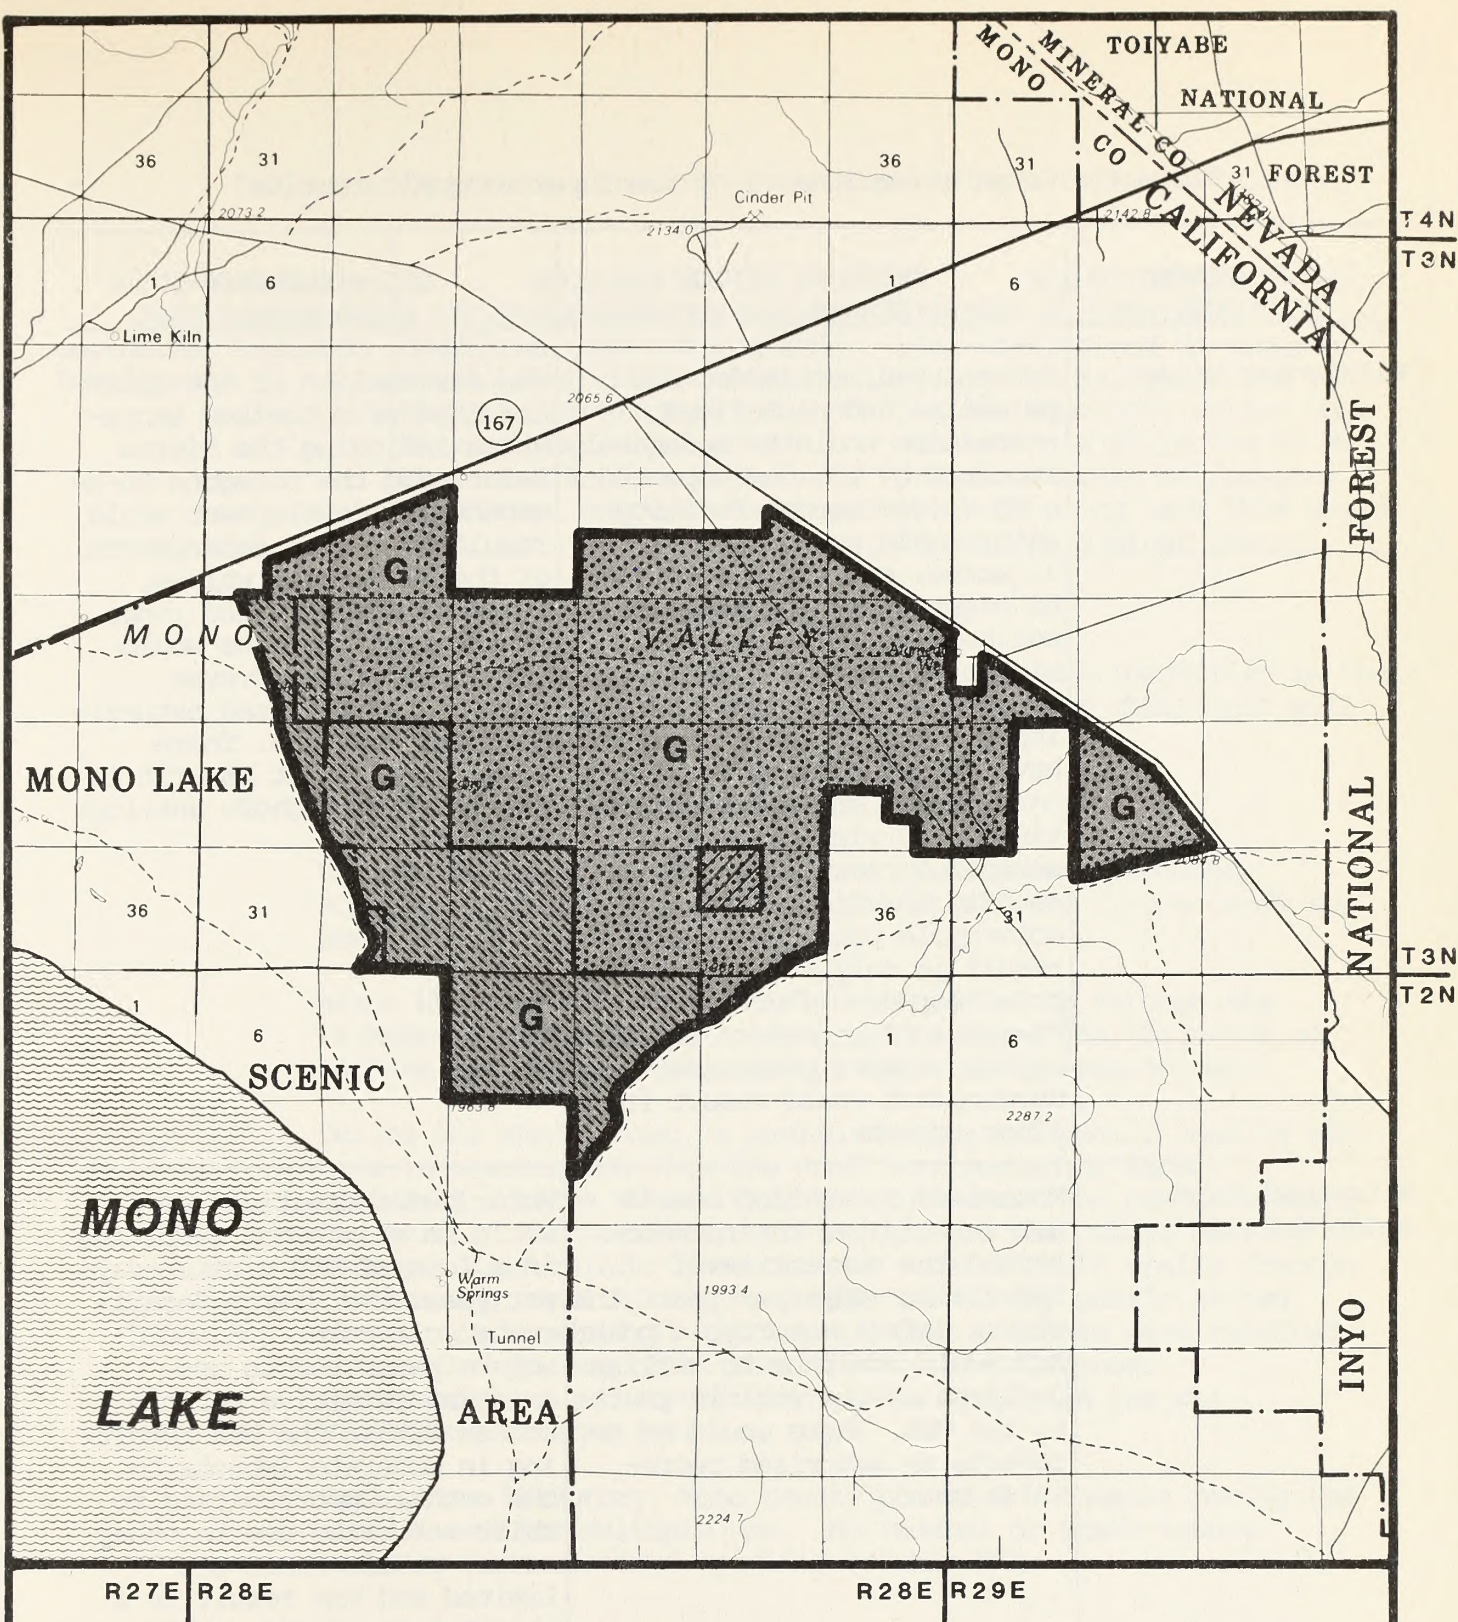 TOIYABE
MINERAL CO
MONO CO
NATIONAL
36
31
36
31
31 FOREST
Cinder Pit
2073.2
2134.0
2142.8
NEVADA
CALIFORNIA
T4N
T3N
1
6
1
6
Lime Kiln
2065.6
167
FOREST
G
MONO VALLEY
G
MONO LAKE
G
G
NATIONAL
2084.8
36
31
36
31
T3N
T2N
1
6
G
1
6
SCENIC
1963.8
2287.2
MONO
Warm
Springs
1993.4
Tunnel
INYO
LAKE
AREA
2224.7
R27E R28E
R28E R29E